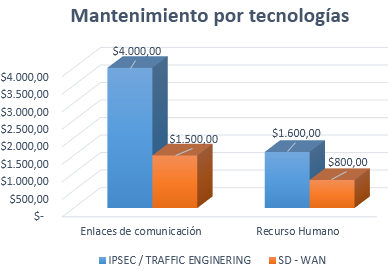 Mantenimiento por tecnologías
$4.000,00
$1.500,00
$1.600,00
$800,00
$4.000,00
$3.500,00
$3.000,00
$2.500,00
$2.000,00
$1.500,00
$1.000,00
$500,00
$-
Enlaces de comunicación
Recurso Humano
IPSEC / TRAFFIC ENGINERING
SD - WAN